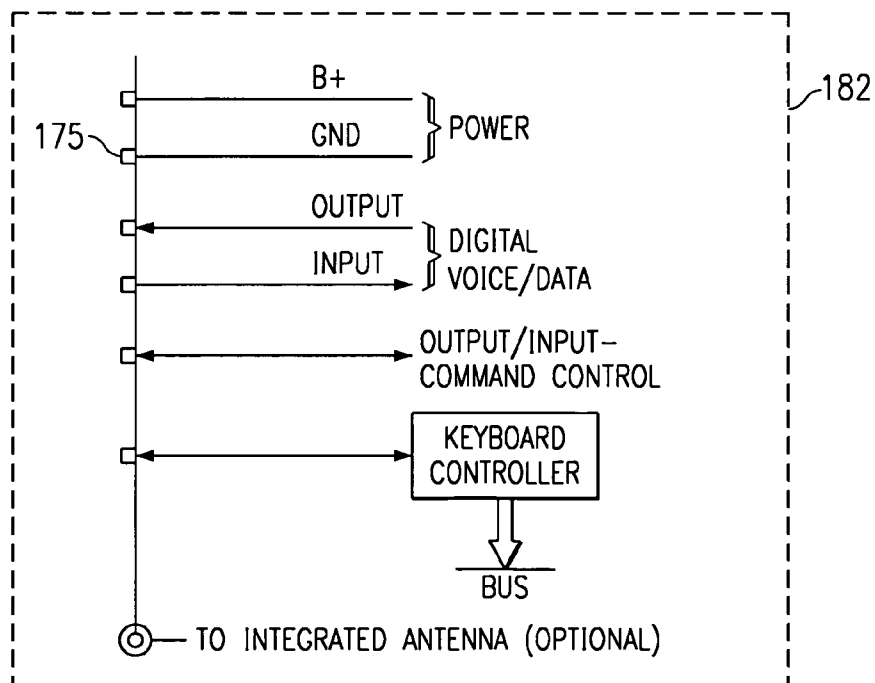 B+
182
POWER
175
GND
OUTPUT
DIGITAL
VOICE/DATA
INPUT
OUTPUT/INPUT-
COMMAND CONTROL
KEYBOARD
CONTROLLER
BUS
TO INTEGRATED ANTENNA (OPTIONAL)